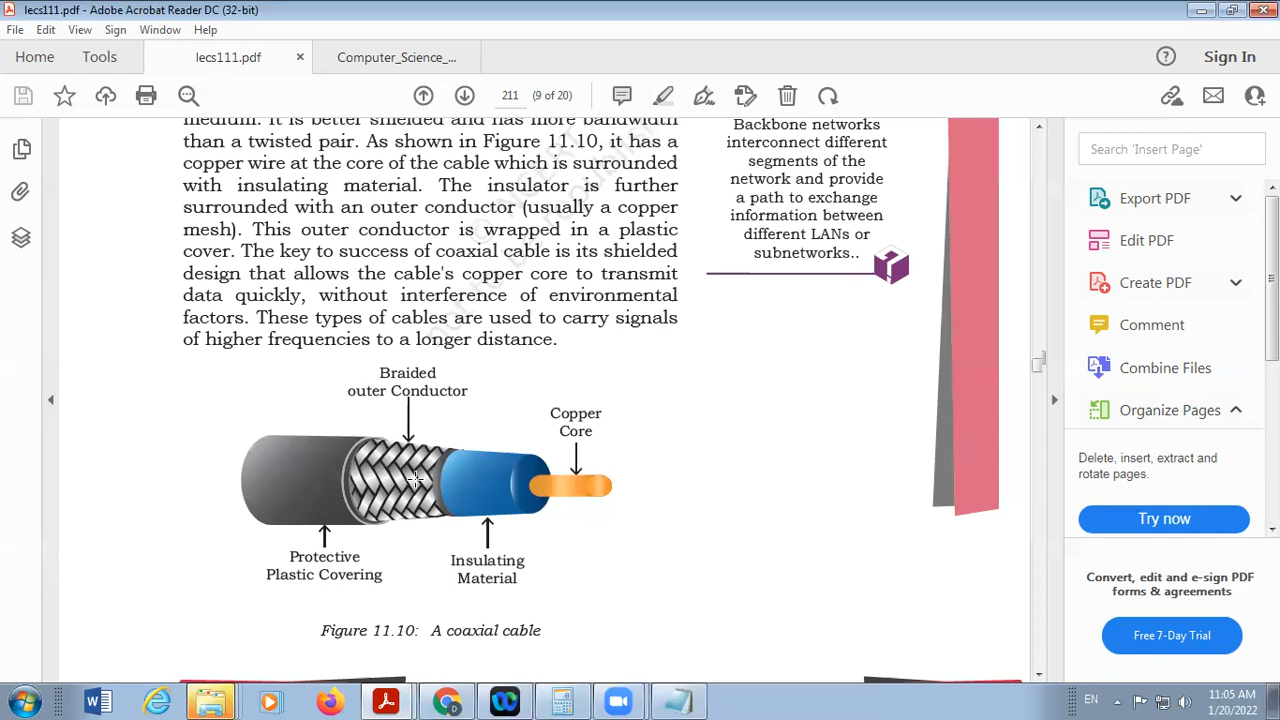 lecs111.pdf - Adobe Acrobat Reader DC (32-bit)
File Edit View Sign Window Help
Home Tools lecs111.pdf × Computer_Science_... Sign In
211 (9 of 20)
medium. It is better shielded and has more bandwidth
than a twisted pair. As shown in Figure 11.10, it has a
copper wire at the core of the cable which is surrounded
with insulating material. The insulator is further
surrounded with an outer conductor (usually a copper
mesh). This outer conductor is wrapped in a plastic
cover. The key to success of coaxial cable is its shielded
design that allows the cable's copper core to transmit
data quickly, without interference of environmental
factors. These types of cables are used to carry signals
of higher frequencies to a longer distance.
Braided
outer Conductor
Copper
Core
Protective
Plastic Covering
Insulating
Material
Figure 11.10: A coaxial cable
Backbone networks
interconnect different
segments of the
network and provide
a path to exchange
information between
different LANs or
subnetworks..
Search 'Insert Page'
Export PDF
Edit PDF
Create PDF
Comment
Combine Files
Organize Pages
Delete, insert, extract and
rotate pages.
Try now
Convert, edit and e-sign PDF
forms & agreements
Free 7-Day Trial
EN
11:05 AM
1/20/2022